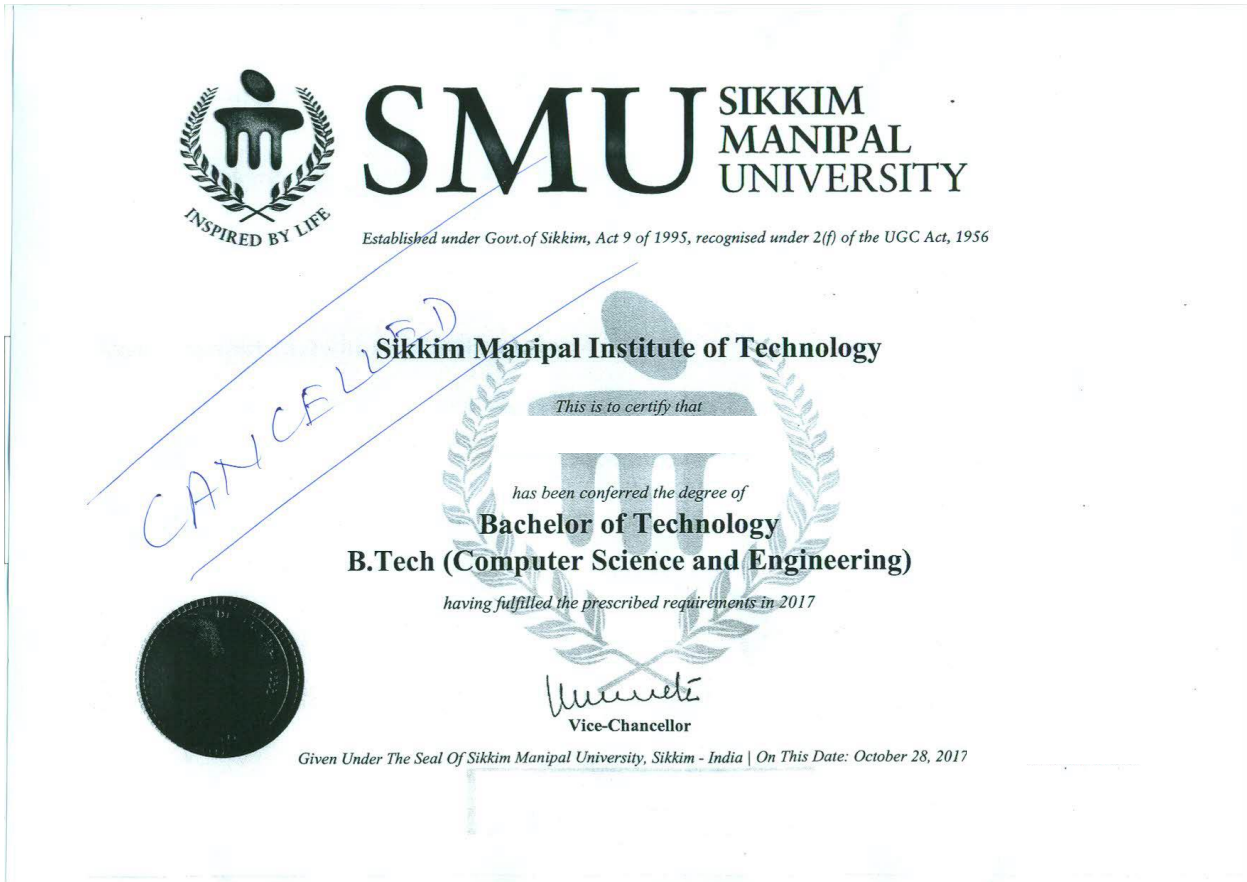 SMU
SIKKIM
MANIPAL
UNIVERSITY
INSPIRED BY LIFE
Established under Govt.of Sikkim, Act 9 of 1995, recognised under 2(f) of the UGC Act, 1956
CANCELLED
Sikkim Manipal Institute of Technology
This is to certify that
has been conferred the degree of
Bachelor of Technology
B.Tech (Computer Science and Engineering)
having fulfilled the prescribed requirements in 2017
Vice-Chancellor
Given Under The Seal Of Sikkim Manipal University, Sikkim - India | On This Date: October 28, 2017